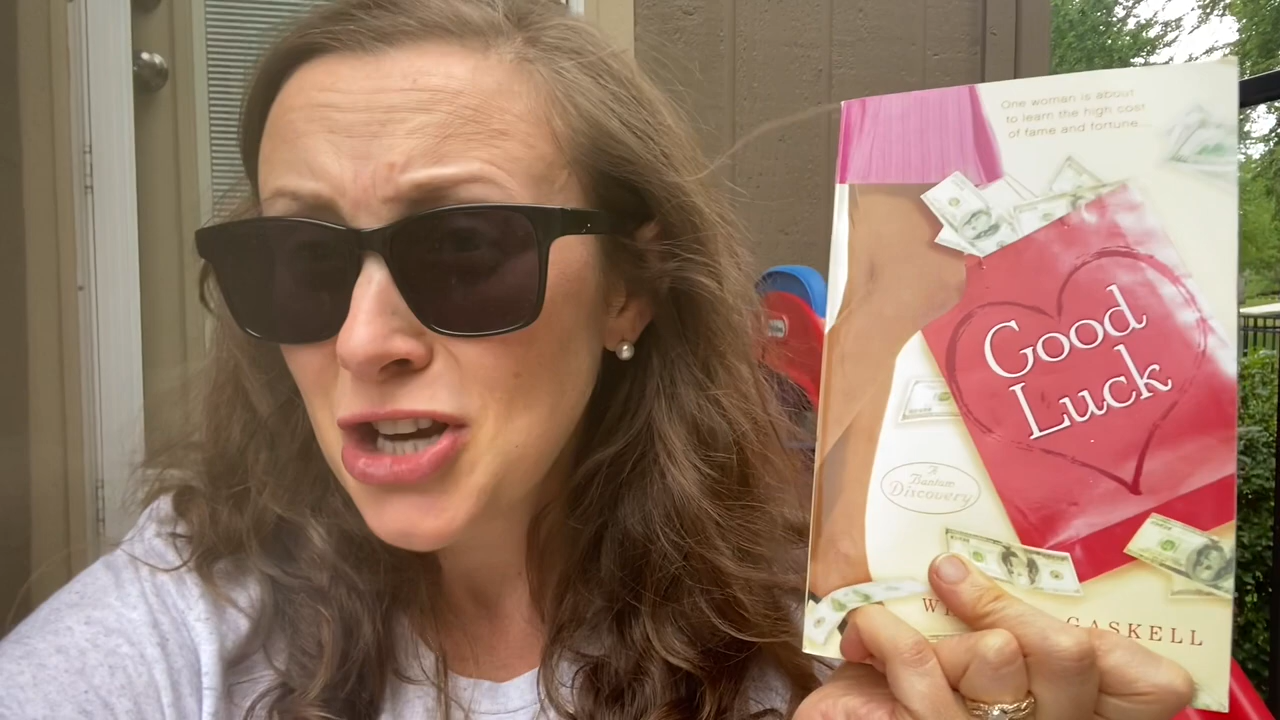 One woman is about
to learn the high cost
of fame and fortune.
Good
Luck
A
Bantam
Discovery
GASKELL